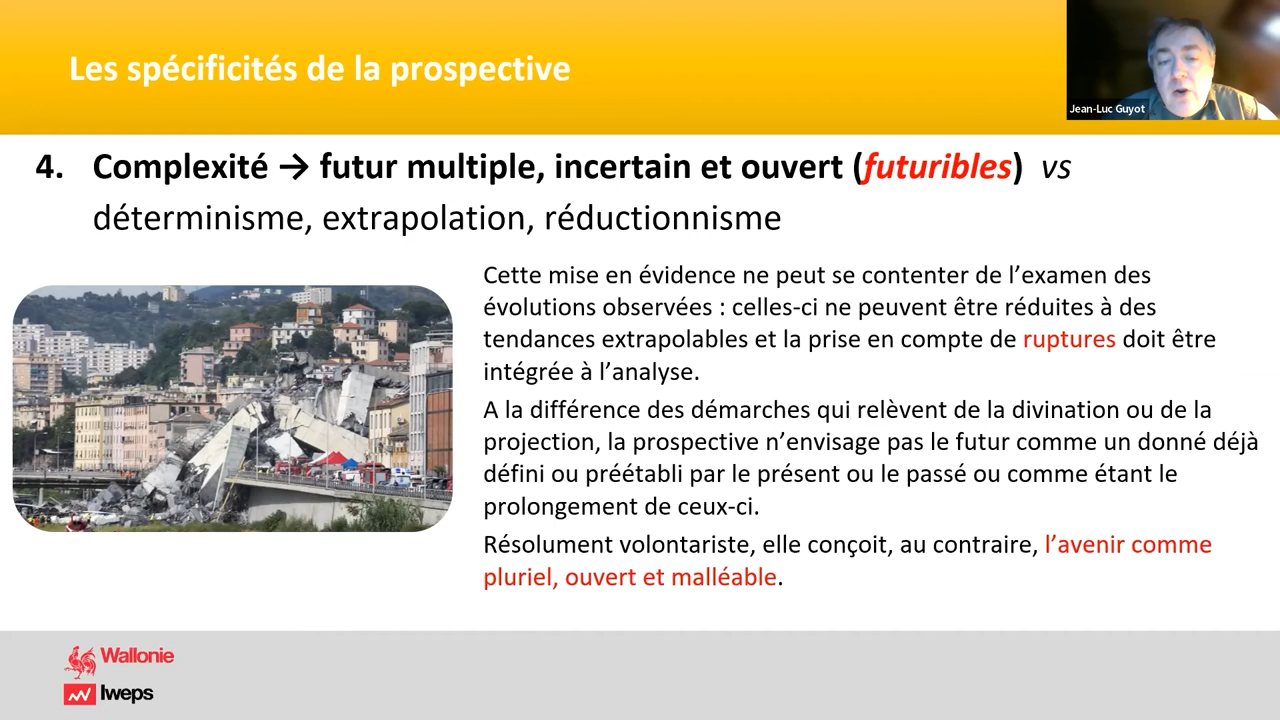 Les spécificités de la prospective
Jean-Luc Guyot
4. Complexité → futur multiple, incertain et ouvert (futuribles) vs
déterminisme, extrapolation, réductionnisme
Cette mise en évidence ne peut se contenter de l’examen des
évolutions observées : celles-ci ne peuvent être réduites à des
tendances extrapolables et la prise en compte de ruptures doit être
intégrée à l’analyse.
A la différence des démarches qui relèvent de la divination ou de la
projection, la prospective n’envisage pas le futur comme un donné déjà
défini ou préétabli par le présent ou le passé ou comme étant le
prolongement de ceux-ci.
Résolument volontariste, elle conçoit, au contraire, l’avenir comme
pluriel, ouvert et malléable.
Wallonie
Iweps